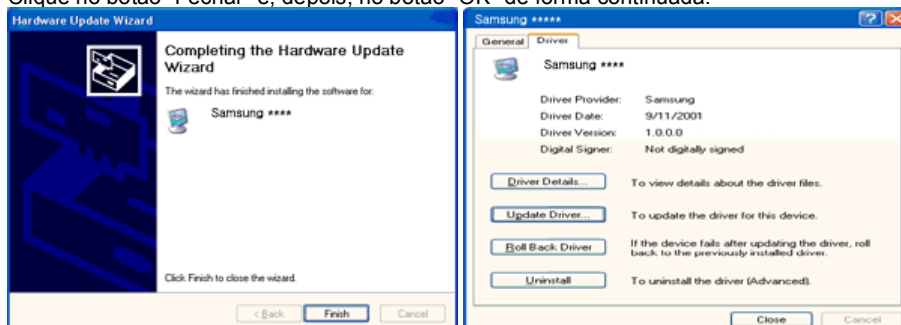 Clique no botão "Fechar" e, depois, no botão "OK" de forma continuada.
Hardware Update Wizard
Completing the Hardware Update
Wizard
The wizard has finished installing the software for:
Samsung ****
Click Finish to close the wizard.
< Back
Finish
Cancel
Samsung *****
General
Driver
Samsung ****
Driver Provider: Samsung
Driver Date: 9/11/2001
Driver Version: 1.0.0.0
Digital Signer: Not digitally signed
Driver Details... To view details about the driver files.
Update Driver... To update the driver for this device.
Roll Back Driver If the device fails after updating the driver, roll
back to the previously installed driver.
Uninstall To uninstall the driver (Advanced).
Close
Cancel